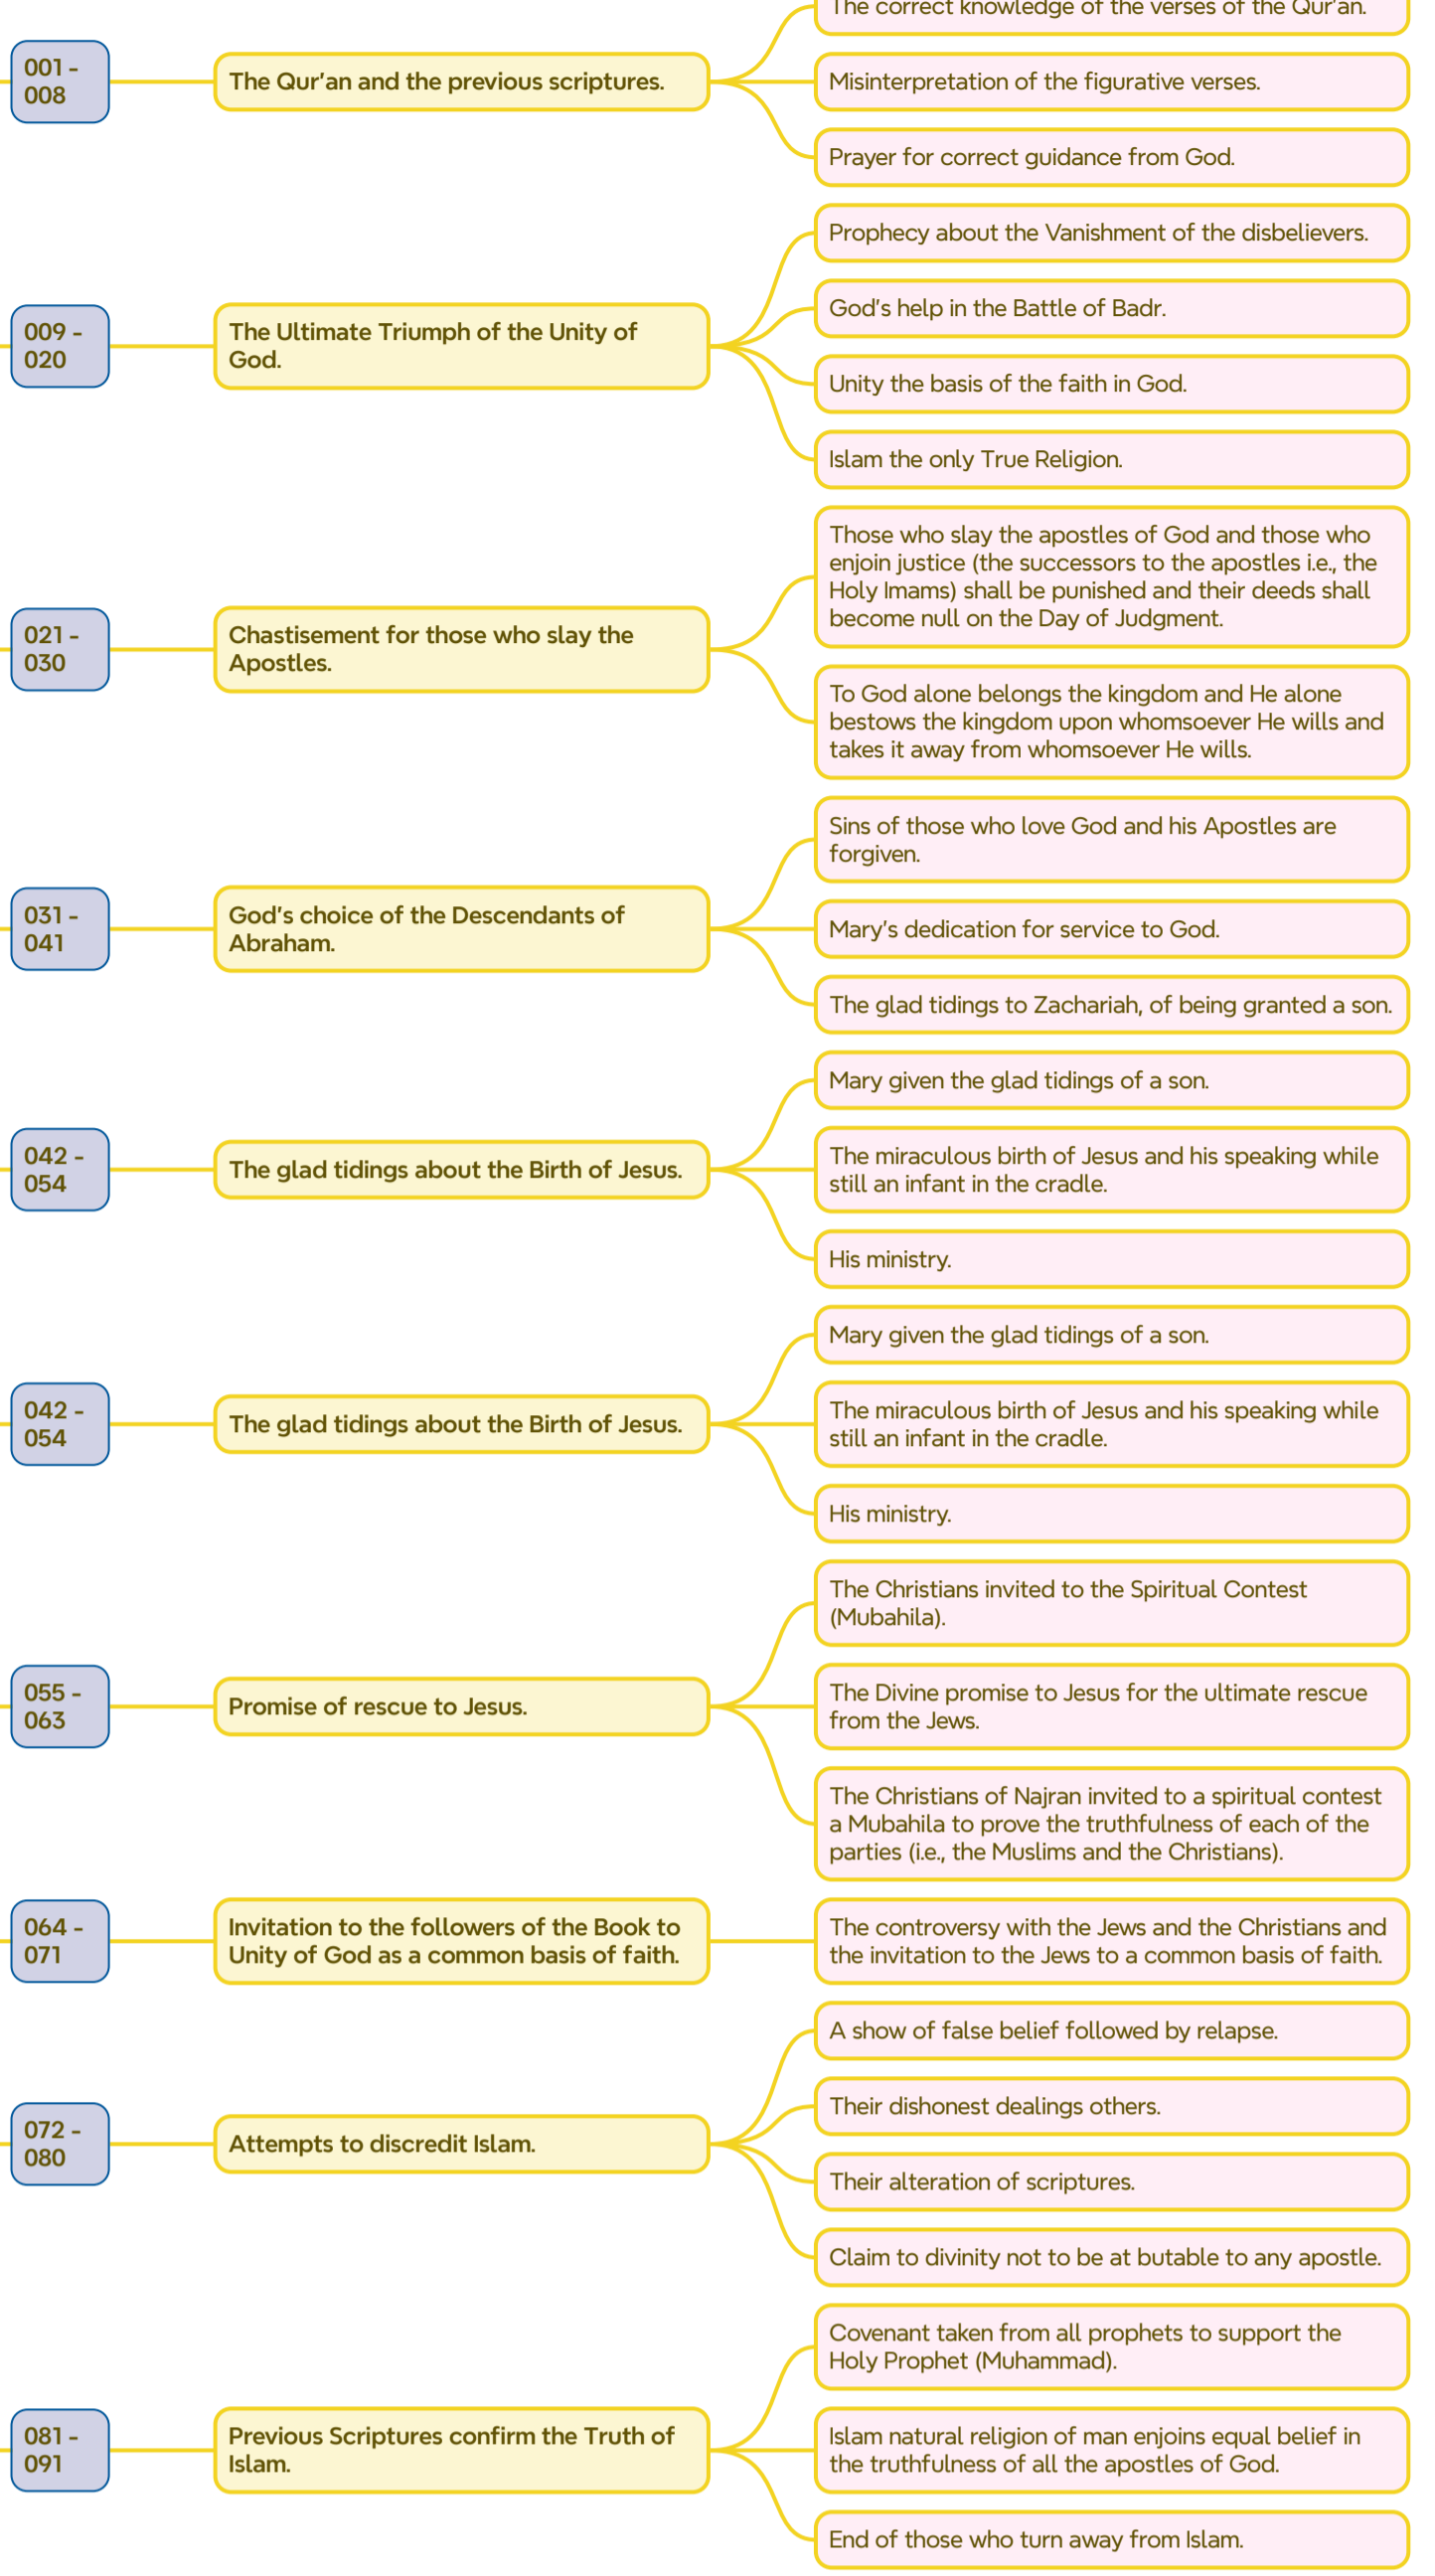 The correct knowledge of the verses of the Qur'an.
001 -
008
The Qur'an and the previous scriptures.
Misinterpretation of the figurative verses.
Prayer for correct guidance from God.
Prophecy about the Vanishment of the disbelievers.
God's help in the Battle of Badr.
009 -
020
The Ultimate Triumph of the Unity of
God.
Unity the basis of the faith in God.
Islam the only True Religion.
Those who slay the apostles of God and those who
enjoin justice (the successors to the apostles i.e., the
Holy Imams) shall be punished and their deeds shall
become null on the Day of Judgment.
021 -
030
Chastisement for those who slay the
Apostles.
To God alone belongs the kingdom and He alone
bestows the kingdom upon whomsoever He wills and
takes it away from whomsoever He wills.
Sins of those who love God and his Apostles are
forgiven.
031 -
041
God's choice of the Descendants of
Abraham.
Mary's dedication for service to God.
The glad tidings to Zachariah, of being granted a son.
Mary given the glad tidings of a son.
042 -
054
The glad tidings about the Birth of Jesus.
The miraculous birth of Jesus and his speaking while
still an infant in the cradle.
His ministry.
Mary given the glad tidings of a son.
042 -
054
The glad tidings about the Birth of Jesus.
The miraculous birth of Jesus and his speaking while
still an infant in the cradle.
His ministry.
The Christians invited to the Spiritual Contest
(Mubahila).
055 -
063
Promise of rescue to Jesus.
The Divine promise to Jesus for the ultimate rescue
from the Jews.
The Christians of Najran invited to a spiritual contest
a Mubahila to prove the truthfulness of each of the
parties (i.e., the Muslims and the Christians).
064 -
071
Invitation to the followers of the Book to
Unity of God as a common basis of faith.
The controversy with the Jews and the Christians and
the invitation to the Jews to a common basis of faith.
A show of false belief followed by relapse.
Their dishonest dealings others.
072 -
080
Attempts to discredit Islam.
Their alteration of scriptures.
Claim to divinity not to be at butable to any apostle.
Covenant taken from all prophets to support the
Holy Prophet (Muhammad).
081 -
091
Previous Scriptures confirm the Truth of
Islam.
Islam natural religion of man enjoins equal belief in
the truthfulness of all the apostles of God.
End of those who turn away from Islam.